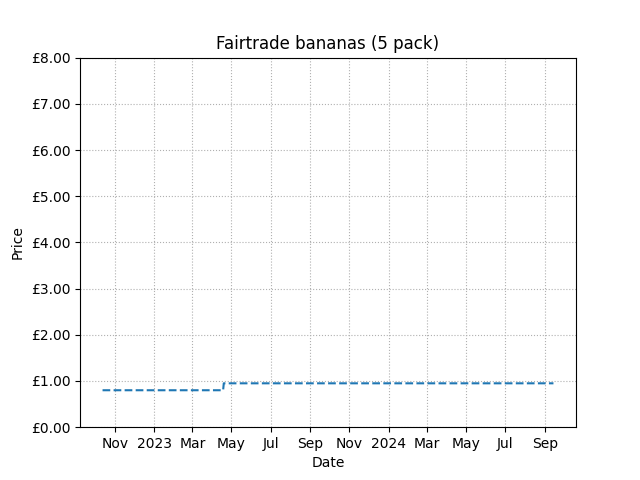 Fairtrade bananas (5 pack)
£8.00
£7.00
£6.00
£5.00
£4.00
£3.00
£2.00
£1.00
£0.00
Price
Nov 2023 Mar May Jul Sep Nov 2024 Mar May Jul Sep
Date